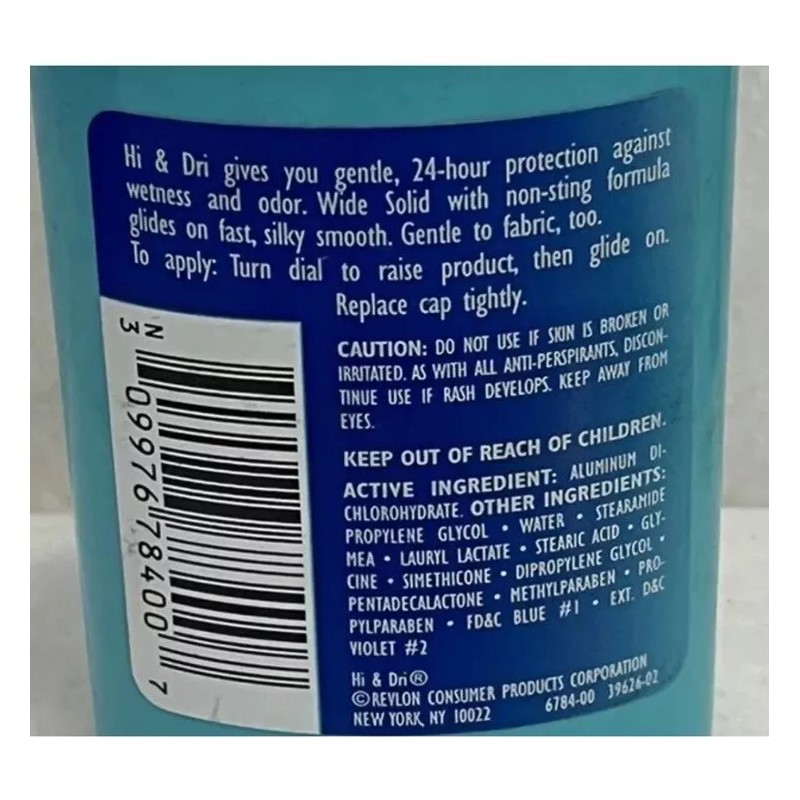 Hi & Dri gives you gentle, 24-hour protection against
wetness and odor. Wide Solid with non-sting formula
glides on fast, silky smooth. Gentle to fabric, too.
To apply: Turn dial to raise product, then glide on.
Replace cap tightly.
CAUTION: DO NOT USE IF SKIN IS BROKEN OR
IRRITATED. AS WITH ALL ANTI-PERSPIRANTS, DISCON-
TINUE USE IF RASH DEVELOPS. KEEP AWAY FROM
EYES.
KEEP OUT OF REACH OF CHILDREN.
ACTIVE INGREDIENT: ALUMINUM DI-
CHLOROHYDRATE. OTHER INGREDIENTS:
PROPYLENE GLYCOL • WATER • STEARAMIDE
MEA • LAURYL LACTATE • STEARIC ACID • GLY-
CINE • SIMETHICONE • DIPROPYLENE GLYCOL •
PENTADECALACTONE • METHYLPARABEN • PRO-
PYLPARABEN • FD&C BLUE #1 • EXT. D&C
VIOLET #2
Hi & Dri®
©REVLON CONSUMER PRODUCTS CORPORATION
NEW YORK, NY 10022 6784-00 39626-02
N
3 09976 78400 7